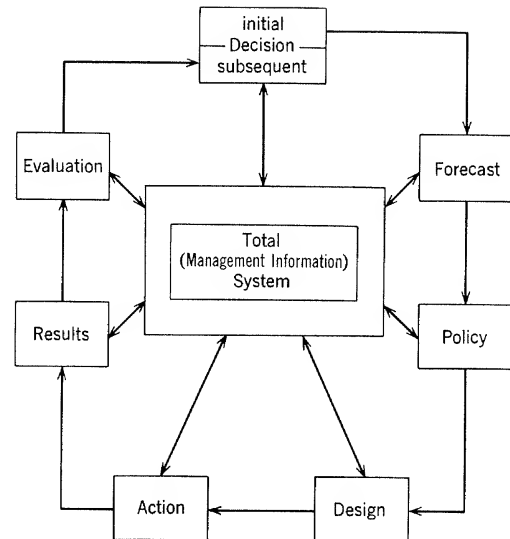 initial
Decision
subsequent
Evaluation
Forecast
Total
(Management Information)
System
Results
Policy
Action
Design